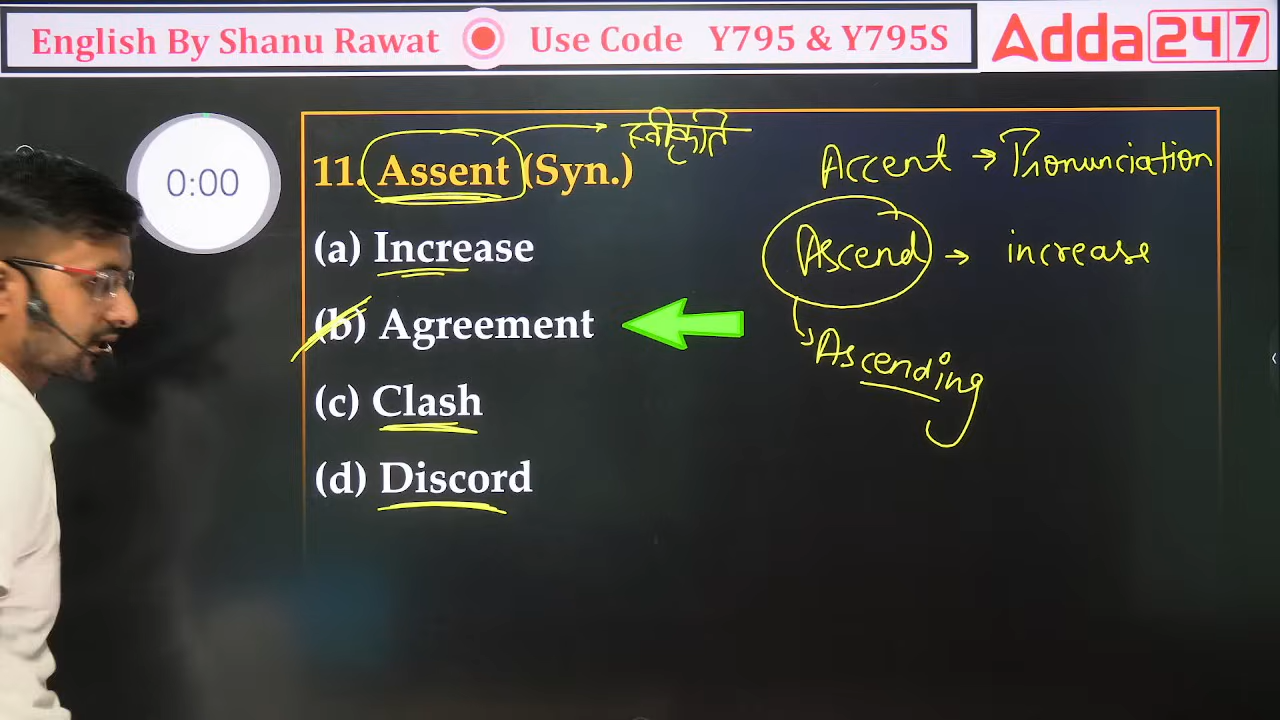 English By Shanu Rawat Use Code Y795 & Y795S
Adda247
0:00
11. Assent (Syn.)
स्वीकृति
(a) Increase
(b) Agreement
(c) Clash
(d) Discord
Accent → Pronunciation
Ascend → increase
Ascending